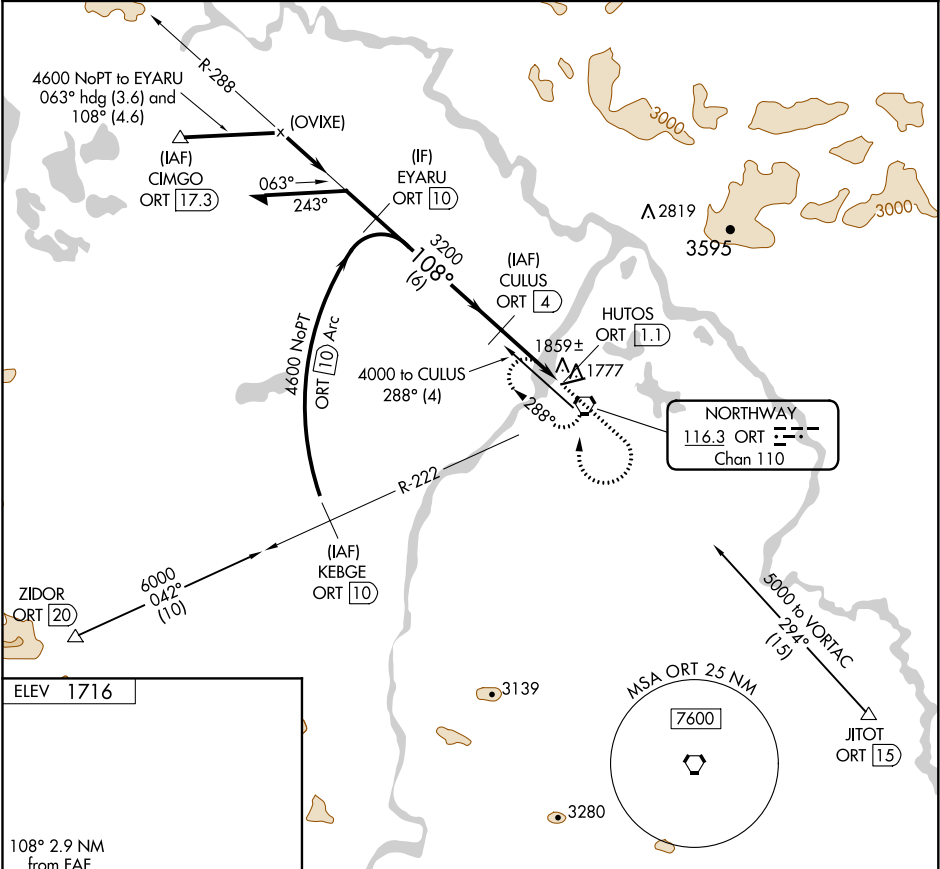 R-288
4600 NoPT to EYARU
063° hdg (3.6) and
108° (4.6)
x (OVIXE)
(IAF)
CIMGO
ORT 17.3
063°
243°
(IF)
EYARU
ORT 10
3000
3000
2819
3595
3200
108°
(6)
(IAF)
CULUS
ORT 4
HUTOS
ORT 1.1
1859±
1777
4600 NoPT
ORT 10 Arc
4000 to CULUS
288° (4)
288°
NORTHWAY
116.3 ORT
Chan 110
R-222
(IAF)
KEBGE
ORT 10
6000
042°
(10)
ZIDOR
ORT 20
5000 to VORTAC
294°
(15)
JITOT
ORT 15
MSA ORT 25 NM
7600
3139
3280
ELEV 1716
108° 2.9 NM
from FAF